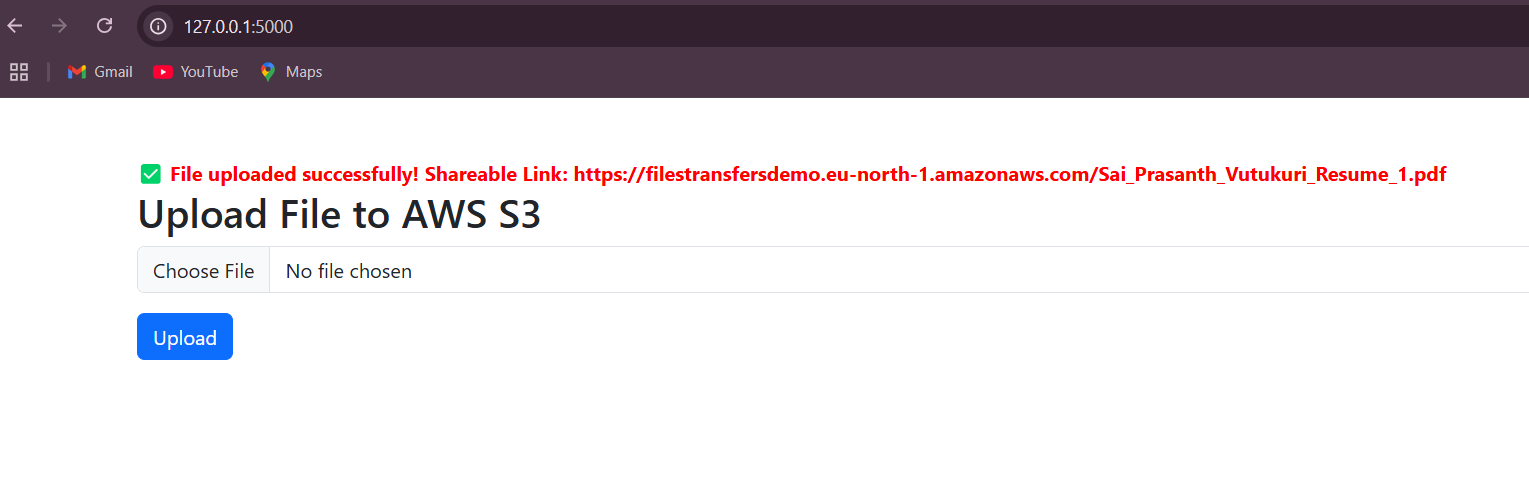 127.0.0.1:5000
Gmail YouTube Maps
✅ File uploaded successfully! Shareable Link: https://filestransfersdemo.eu-north-1.amazonaws.com/Sai_Prasanth_Vutukuri_Resume_1.pdf
Upload File to AWS S3
Choose File No file chosen
Upload